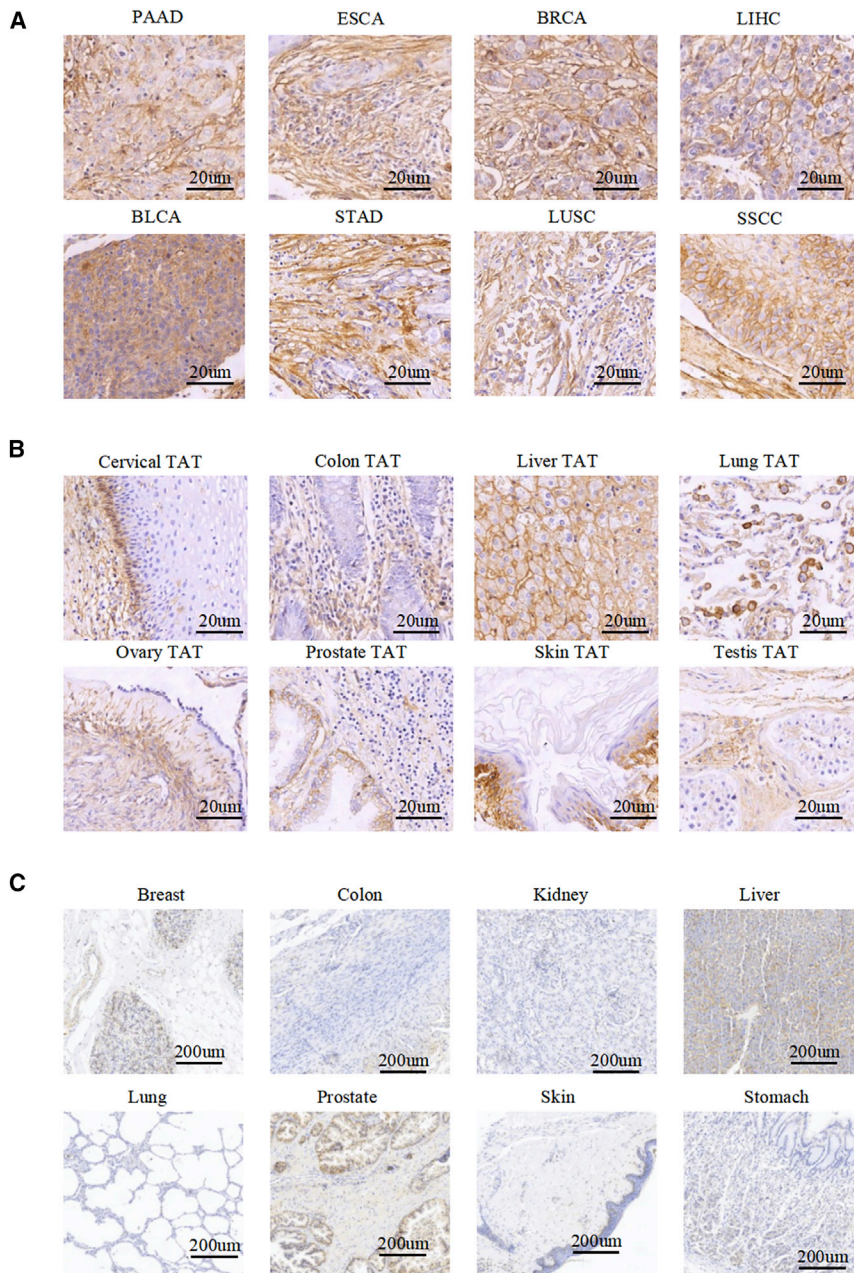 A
PAAD ESCA BRCA LIHC
20um 20um 20um 20um
BLCA STAD LUSC SSCC
20um 20um 20um 20um
B
Cervical TAT Colon TAT Liver TAT Lung TAT
20um 20um 20um 20um
Ovary TAT Prostate TAT Skin TAT Testis TAT
20um 20um 20um 20um
C
Breast Colon Kidney Liver
200um 200um 200um 200um
Lung Prostate Skin Stomach
200um 200um 200um 200um